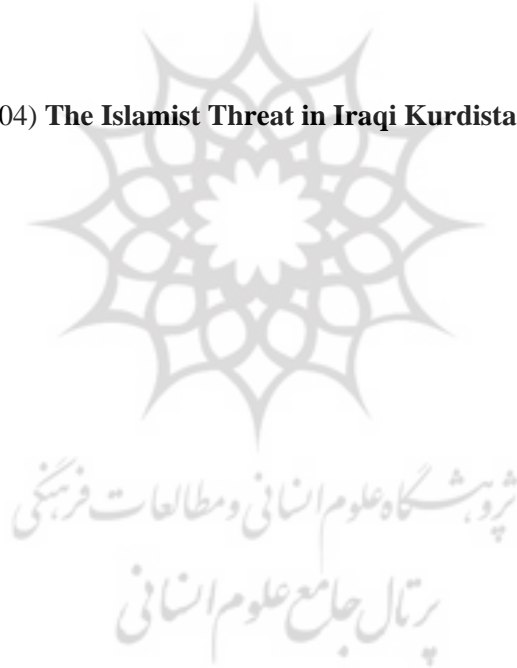 04) The Islamist Threat in Iraqi Kurdista
پژوهشگاه علوم انسانی و مطالعات فرهنگی
پرتال جامع علوم انسانی